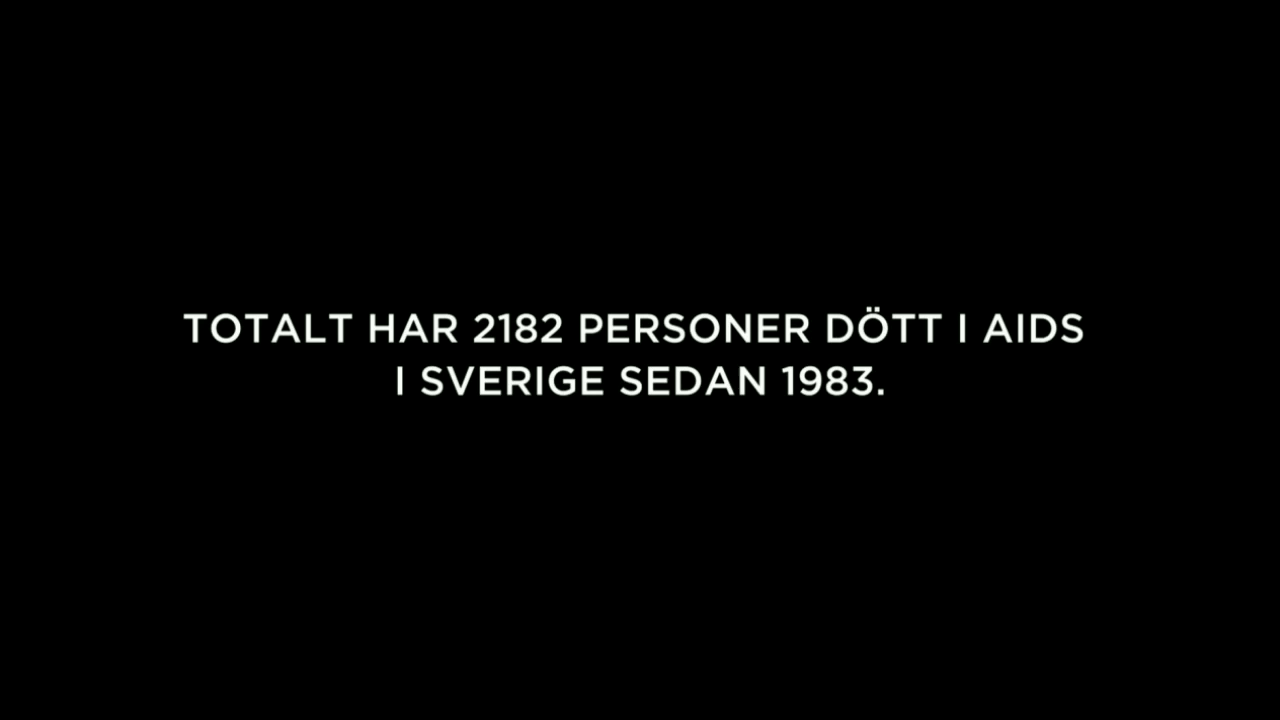 TOTALT HAR 2182 PERSONER DÖTT I AIDS
I SVERIGE SEDAN 1983.